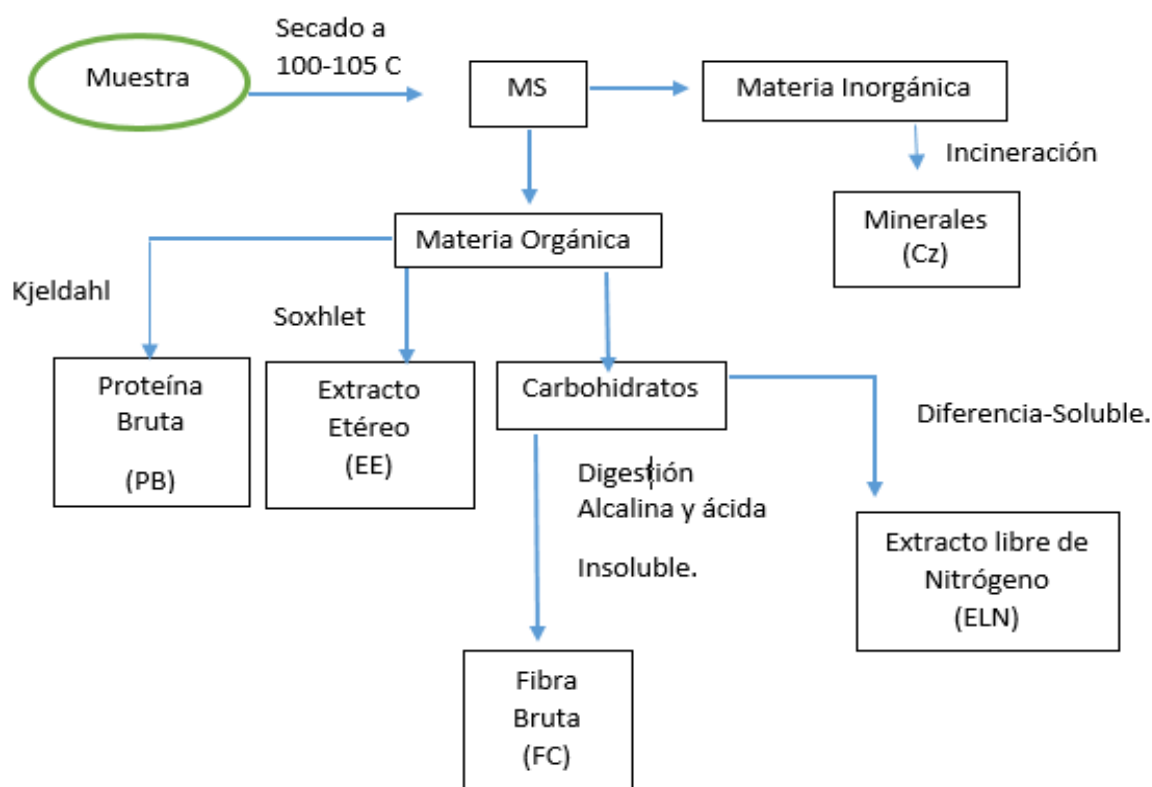 Muestra
Secado a
100-105 C
MS
Materia Inorgánica
Incineración
Minerales
(Cz)
Materia Orgánica
Kjeldahl
Soxhlet
Proteína
Bruta
(PB)
Extracto
Etéreo
(EE)
Carbohidratos
Diferencia-Soluble.
Digestión
Alcalina y ácida
Insoluble.
Extracto libre de
Nitrógeno
(ELN)
Fibra
Bruta
(FC)